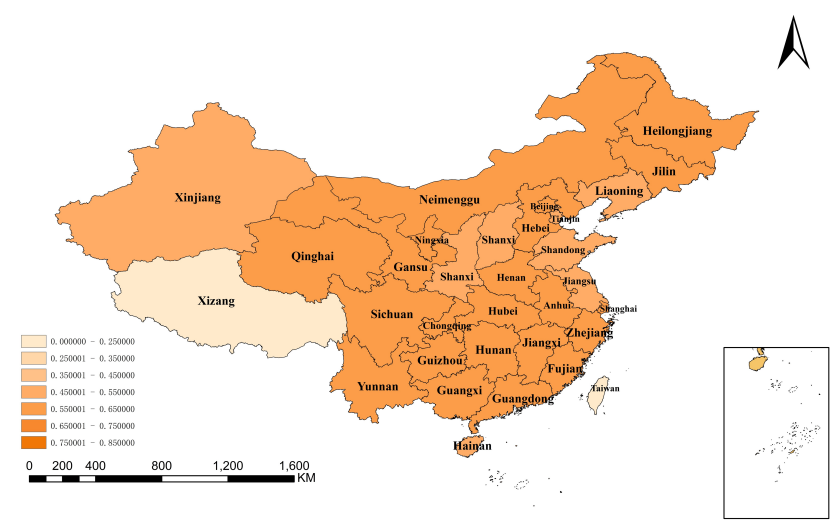 Heilongjiang
Jilin
Xinjiang
Neimenggu
Liaoning
Beijing
Tianjin
Hebei
Ningxia
Shanxi
Shandong
Qinghai
Gansu
Shanxi
Henan
Jiangsu
Xizang
Sichuan
Hubei
Anhui
Shanghai
Chongqing
Zhejiang
Hunan
Jiangxi
Guizhou
Fujian
Yunnan
Guangxi
Guangdong
Taiwan
Hainan
0.000000 - 0.250000
0.250001 - 0.350000
0.350001 - 0.450000
0.450001 - 0.550000
0.550001 - 0.650000
0.650001 - 0.750000
0.750001 - 0.850000
0 200 400 800 1,200 1,600
KM